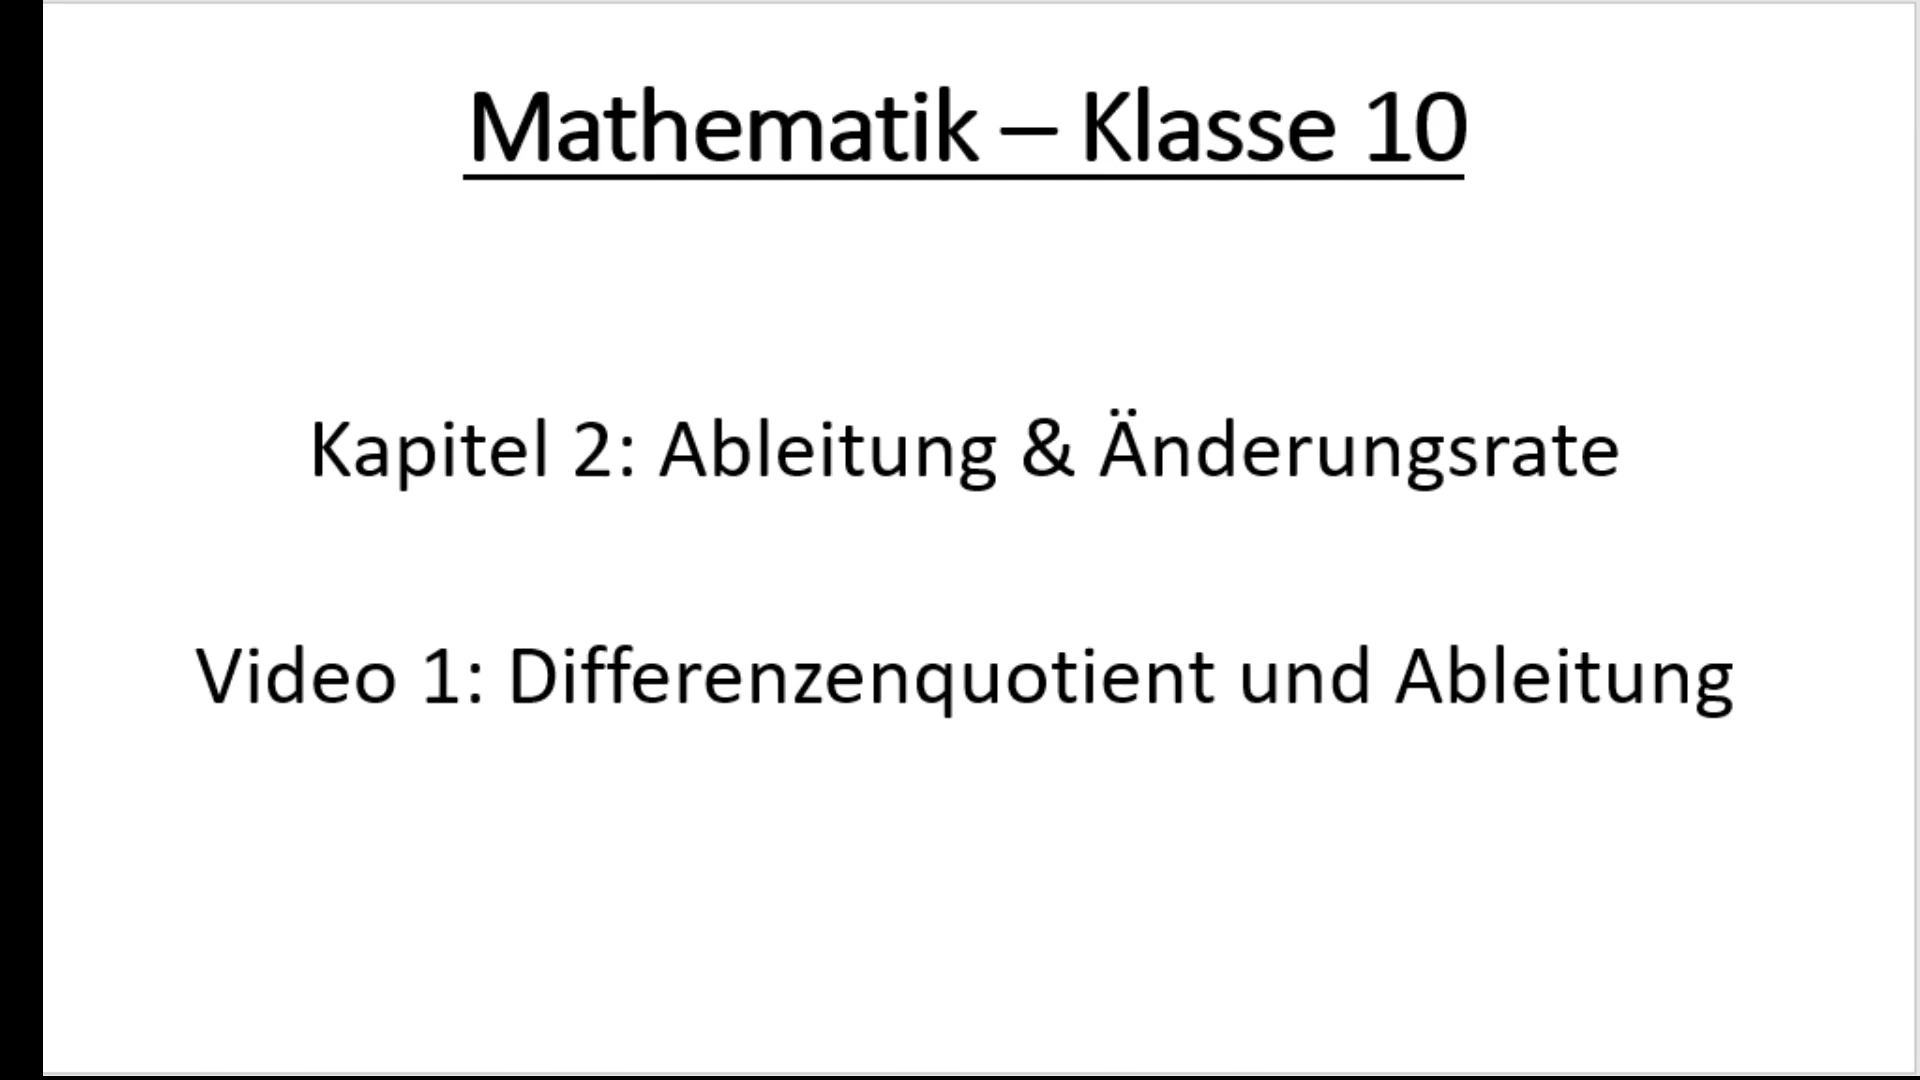 Mathematik – Klasse 10
Kapitel 2: Ableitung & Änderungsrate
Video 1: Differenzenquotient und Ableitung